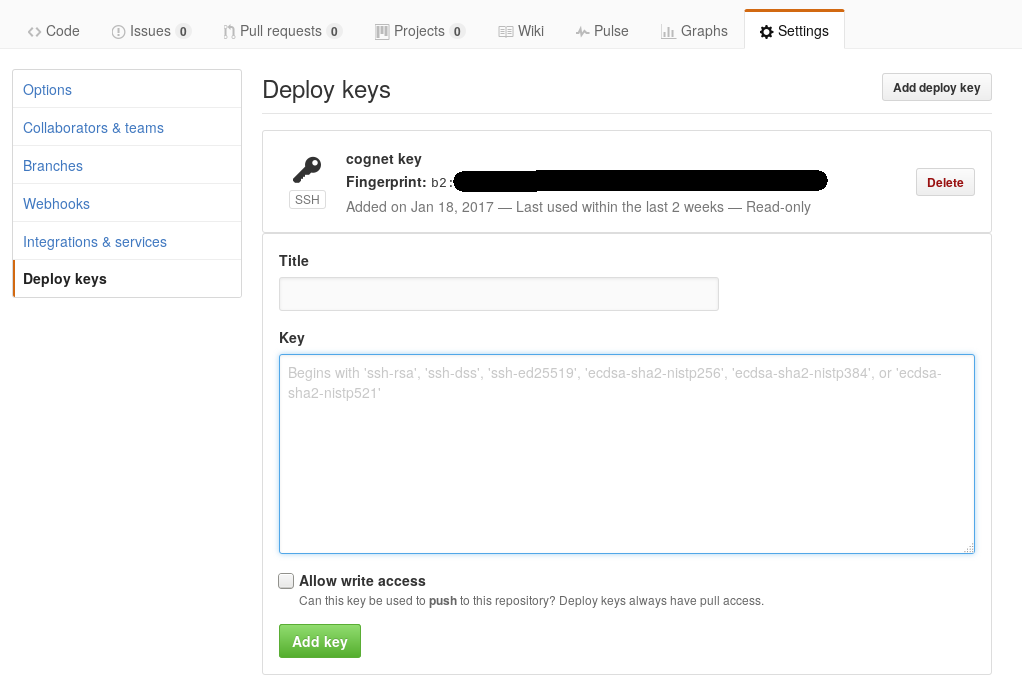 Code Issues 0 Pull requests 0 Projects 0 Wiki Pulse Graphs Settings
Options
Collaborators & teams
Branches
Webhooks
Integrations & services
Deploy keys
Deploy keys
Add deploy key
cognet key
Fingerprint: b2:
SSH
Added on Jan 18, 2017 — Last used within the last 2 weeks — Read-only
Delete
Title
Key
Begins with 'ssh-rsa', 'ssh-dss', 'ssh-ed25519', 'ecdsa-sha2-nistp256', 'ecdsa-sha2-nistp384', or 'ecdsa-
sha2-nistp521'
Allow write access
Can this key be used to push to this repository? Deploy keys always have pull access.
Add key